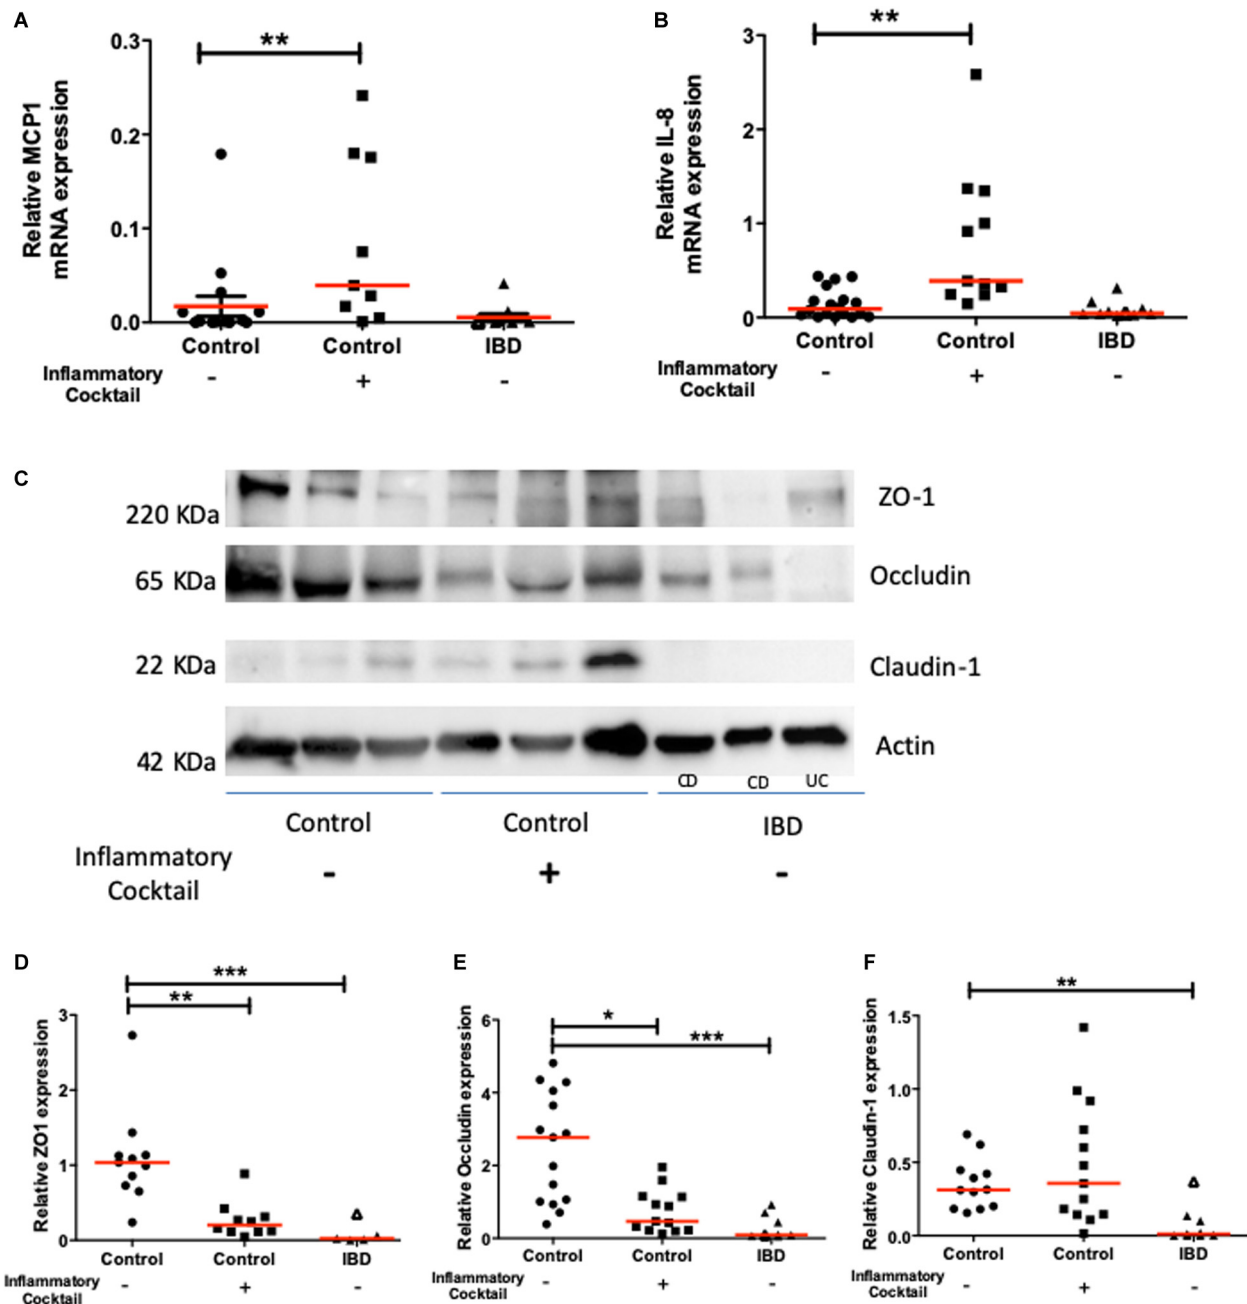 A
Relative MCP1
mRNA expression
0.3
0.2
0.1
0.0
**
Control
Control
IBD
Inflammatory
Cocktail
-
+
-
B
Relative IL-8
mRNA expression
3
2
1
0
**
Control
Control
IBD
Inflammatory
Cocktail
-
+
-
C
220 KDa
ZO-1
65 KDa
Occludin
22 KDa
Claudin-1
42 KDa
Actin
CD
CD
UC
Control
Control
IBD
Inflammatory
Cocktail
-
+
-
D
Relative ZO1 expression
3
2
1
0
***
**
Control
Control
IBD
Inflammatory
Cocktail
-
+
-
E
Relative Occludin expression
6
4
2
0
*
***
Control
Control
IBD
Inflammatory
Cocktail
-
+
-
F
Relative Claudin-1 expression
1.5
1.0
0.5
0.0
**
Control
Control
IBD
Inflammatory
Cocktail
-
+
-